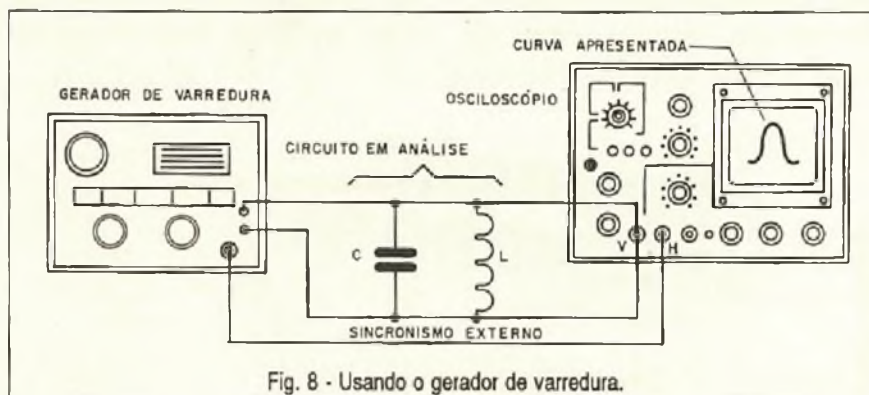 CURVA APRESENTADA
GERADOR DE VARREDURA
OSCILOSCÓPIO
CIRCUITO EM ANÁLISE
C
L
V
H
SINCRONISMO EXTERNO
Fig. 8 - Usando o gerador de varredura.